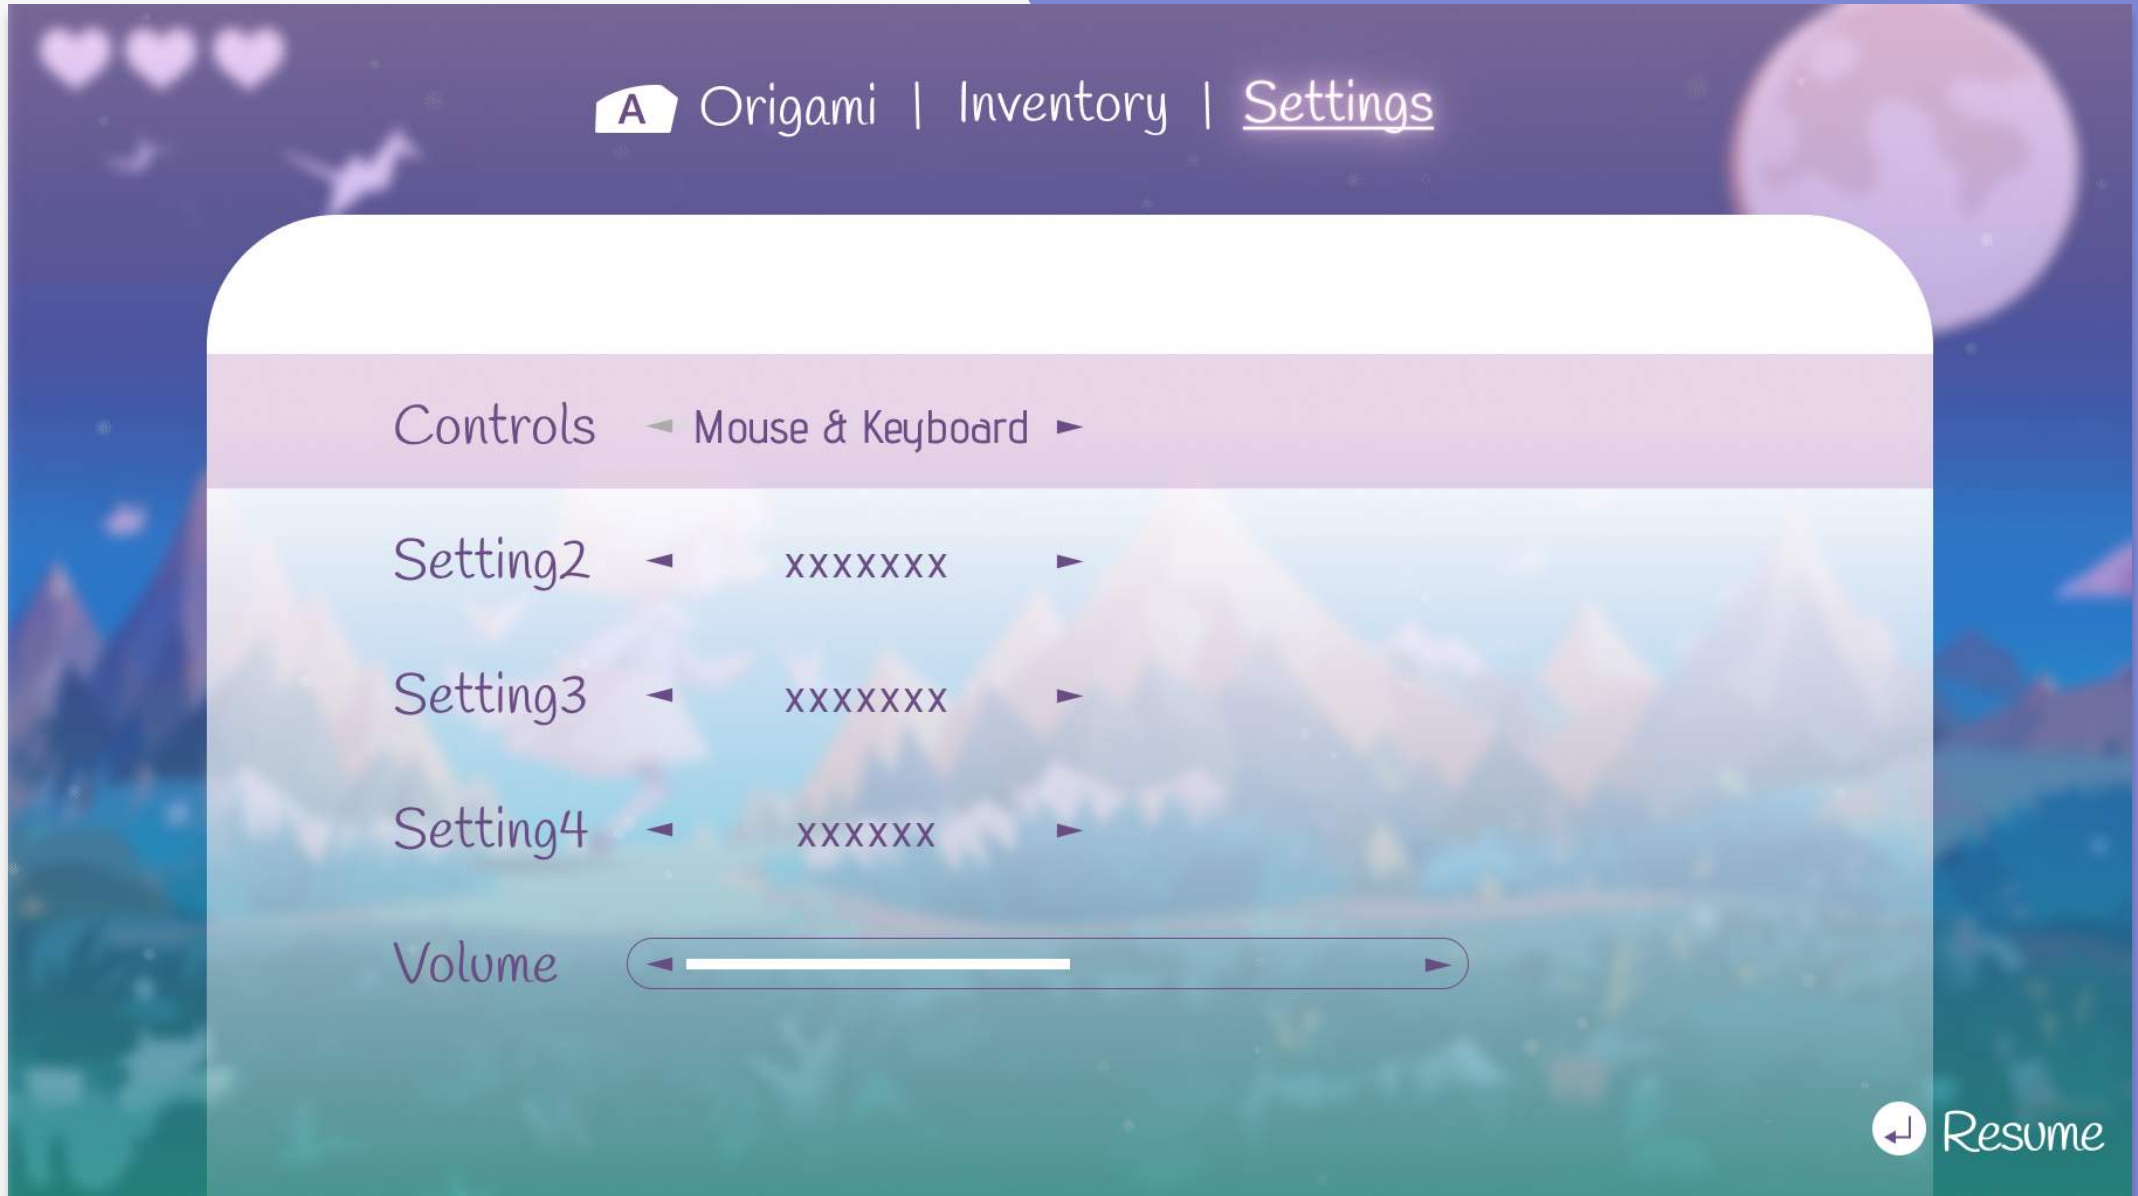 A Origami | Inventory | Settings
Controls ◄ Mouse & Keyboard ►
Setting2 ◄ xxxxxxx ►
Setting3 ◄ xxxxxxx ►
Setting4 ◄ xxxxxx ►
Volume ◄ ►
Resume